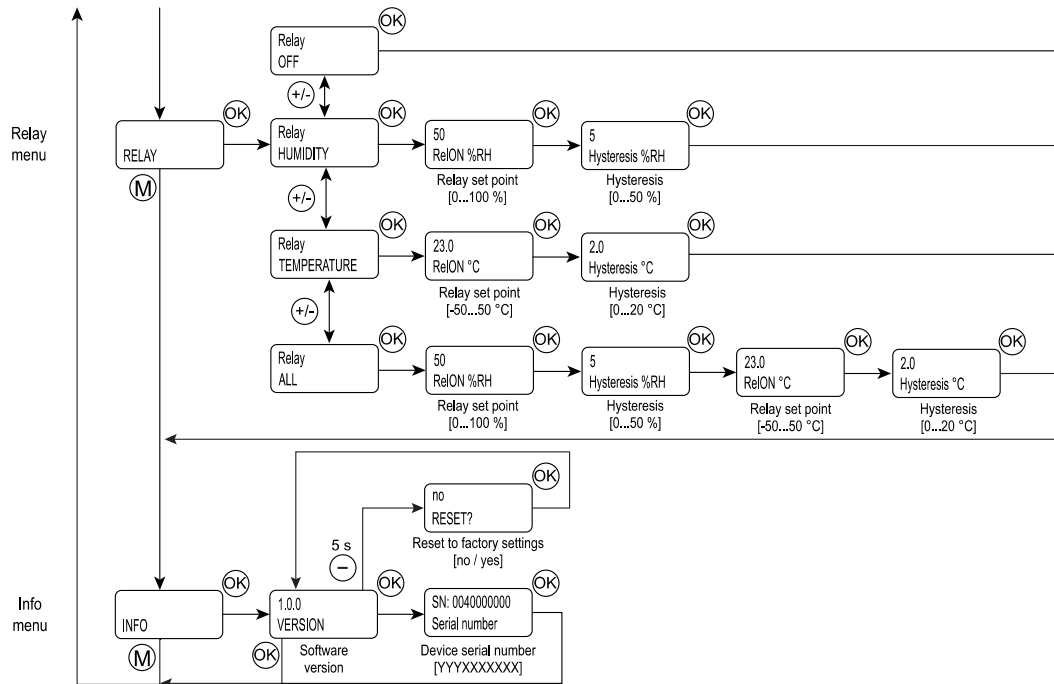 OK
Relay
OFF
+/-
Relay
menu
RELAY
OK
M
Relay
HUMIDITY
OK
50
RelON %RH
OK
Relay set point
[0...100 %]
5
Hysteresis %RH
OK
Hysteresis
[0...50 %]
+/-
Relay
TEMPERATURE
OK
23.0
RelON °C
OK
Relay set point
[-50...50 °C]
2.0
Hysteresis °C
OK
Hysteresis
[0...20 °C]
+/-
Relay
ALL
OK
50
RelON %RH
OK
Relay set point
[0...100 %]
5
Hysteresis %RH
OK
Hysteresis
[0...50 %]
23.0
RelON °C
OK
Relay set point
[-50...50 °C]
2.0
Hysteresis °C
OK
Hysteresis
[0...20 °C]
no
RESET?
OK
Reset to factory settings
[no / yes]
5 s
−
Info
menu
INFO
OK
M
1.0.0
VERSION
OK
OK
Software
version
SN: 0040000000
Serial number
OK
Device serial number
[YYYXXXXXXX]